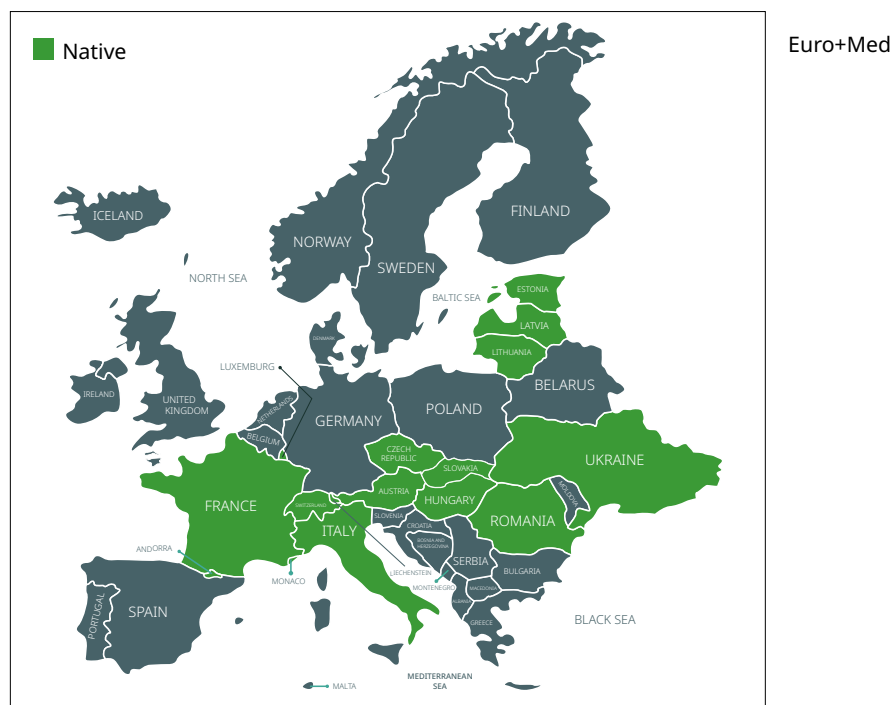 Native
Euro+Med
ICELAND
NORWAY
SWEDEN
FINLAND
NORTH SEA
BALTIC SEA
ESTONIA
LATVIA
LITHUANIA
DENMARK
LUXEMBURG
IRELAND
UNITED
KINGDOM
NETHERLANDS
BELGIUM
GERMANY
POLAND
BELARUS
CZECH
REPUBLIC
SLOVAKIA
UKRAINE
MOLDOVA
FRANCE
SWITZERLAND
AUSTRIA
HUNGARY
ROMANIA
ITALY
SLOVENIA
CROATIA
BOSNIA AND
HERZEGOVINA
SERBIA
BULGARIA
ANDORRA
MONACO
LIECHTENSTEIN
MONTENEGRO
MACEDONIA
ALBANIA
GREECE
PORTUGAL
SPAIN
BLACK SEA
MEDITERRANEAN
SEA
MALTA